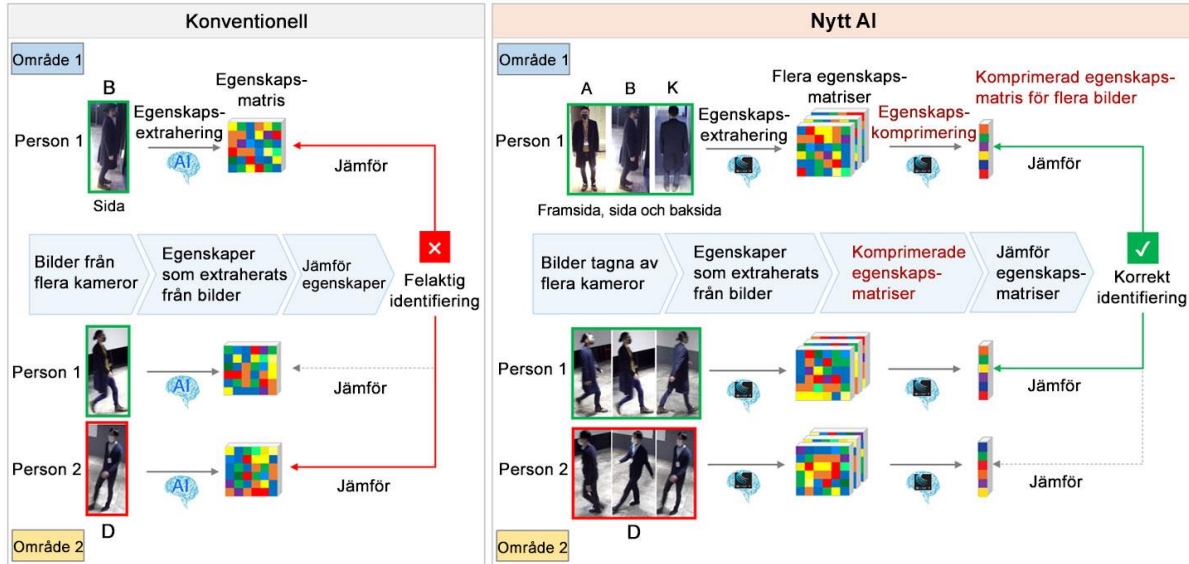 Konventionell
Område 1
B
Person 1
Egenskaps-
extrahering
AI
Egenskaps-
matris
Jämför
Sida
Bilder från
flera kameror
Egenskaper
som extraherats
från bilder
Jämför
egenskaper
Felaktig
identifiering
Person 1
AI
Jämför
Person 2
AI
Jämför
D
Område 2
Nytt AI
Område 1
A B K
Person 1
Egenskaps-
extrahering
Flera egenskaps-
matriser
Egenskaps-
komprimering
Komprimerad egenskaps-
matris för flera bilder
Jämför
Framsida, sida och baksida
Bilder tagna av
flera kameror
Egenskaper
som extraherats
från bilder
Komprimerade
egenskaps-
matriser
Jämför
egenskaps-
matriser
Korrekt
identifiering
Person 1
Jämför
Person 2
Jämför
D
Område 2